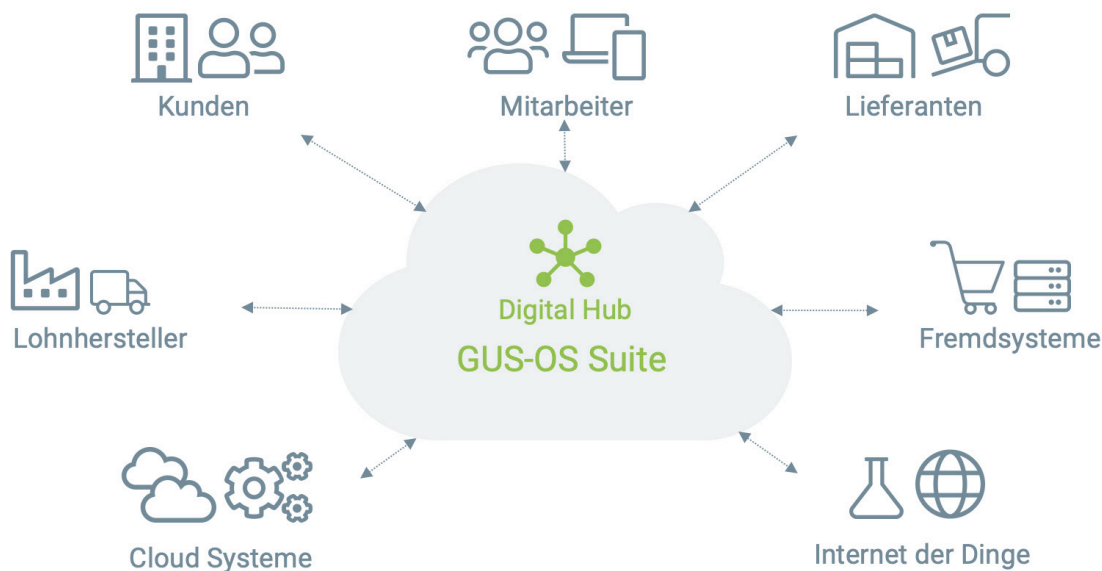 Kunden
Mitarbeiter
Lieferanten
Digital Hub
GUS-OS Suite
Lohnhersteller
Fremdsysteme
Cloud Systeme
Internet der Dinge